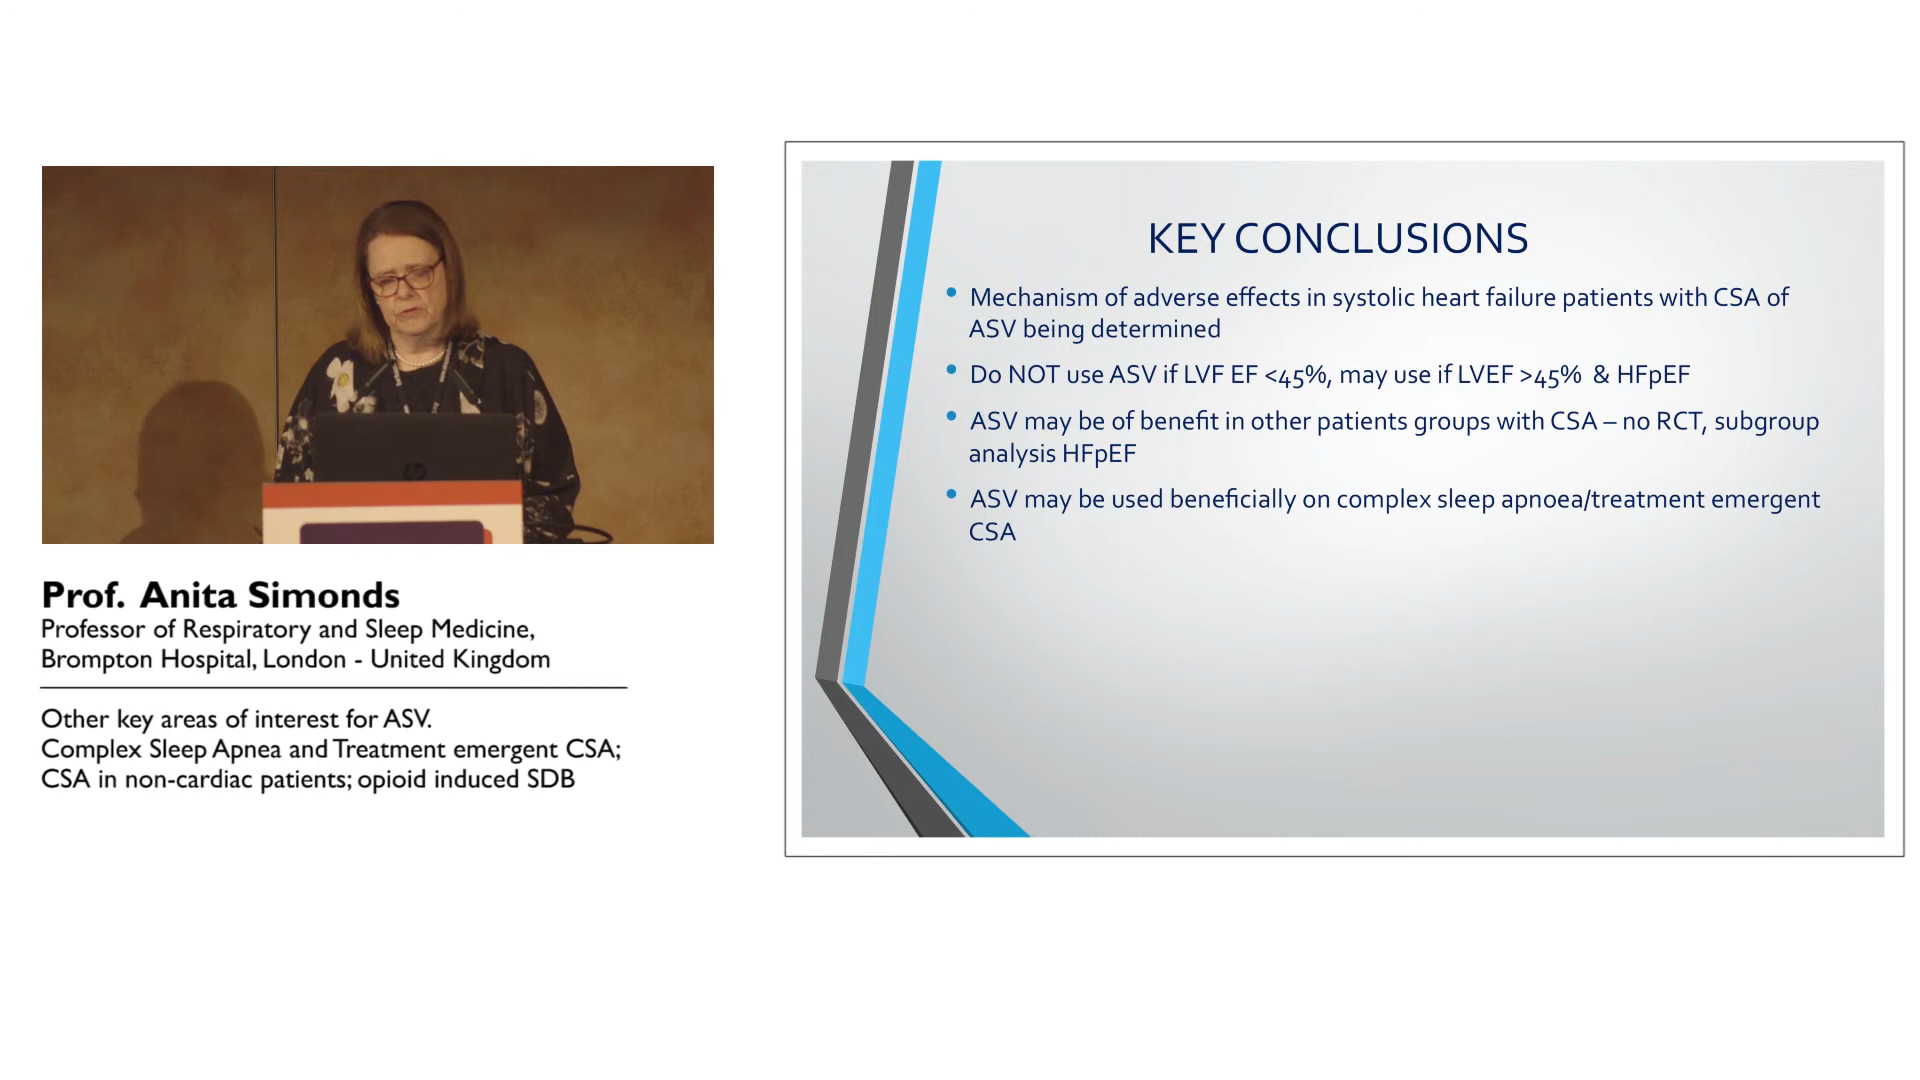 Prof. Anita Simonds
Professor of Respiratory and Sleep Medicine,
Brompton Hospital, London - United Kingdom
Other key areas of interest for ASV.
Complex Sleep Apnea and Treatment emergent CSA;
CSA in non-cardiac patients; opioid induced SDB
KEY CONCLUSIONS
• Mechanism of adverse effects in systolic heart failure patients with CSA of
ASV being determined
• Do NOT use ASV if LVF EF <45%, may use if LVEF >45% & HFpEF
• ASV may be of benefit in other patients groups with CSA – no RCT, subgroup
analysis HFpEF
• ASV may be used beneficially on complex sleep apnoea/treatment emergent
CSA